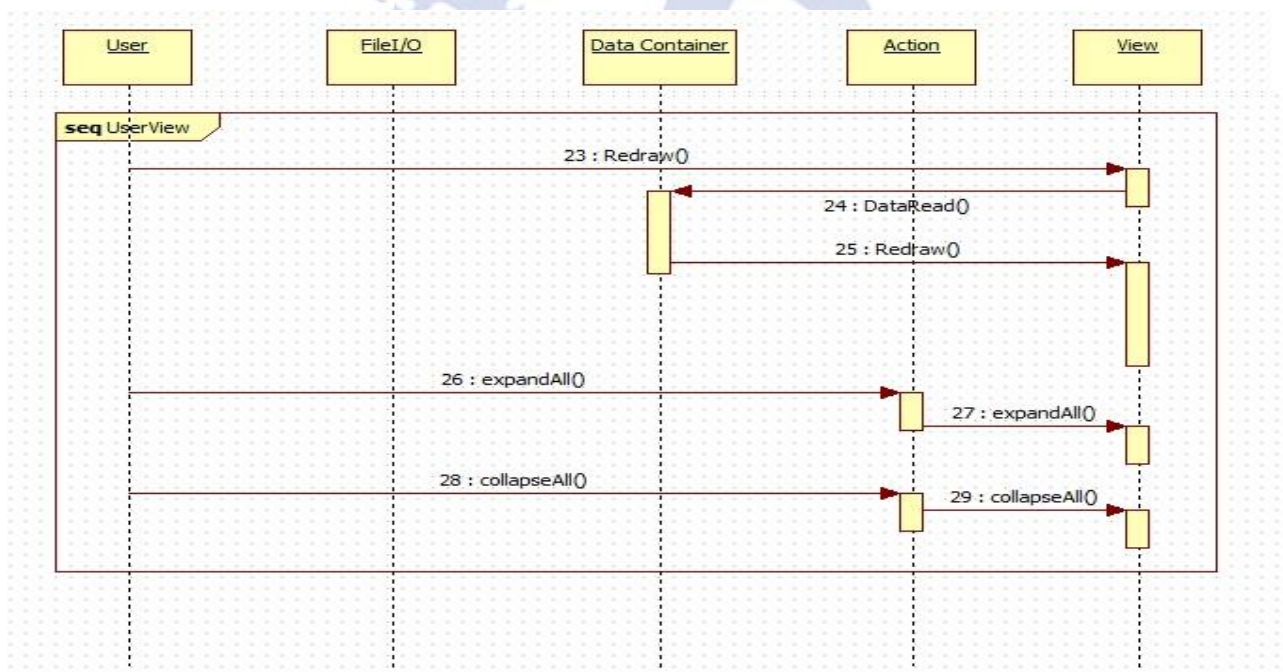 User
FileI/O
Data Container
Action
View
seq UserView
23 : Redraw()
24 : DataRead()
25 : Redraw()
26 : expandAll()
27 : expandAll()
28 : collapseAll()
29 : collapseAll()